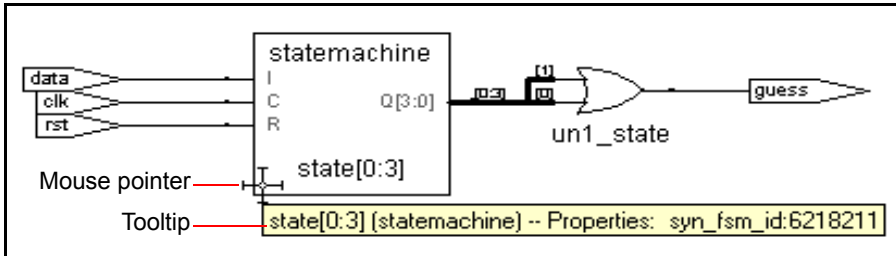 statemachine
data
clk
rst
I
C
R
Q[3:0]
[0:3]
[1]
[0]
un1_state
guess
state[0:3]
Mouse pointer
Tooltip
state[0:3] (statemachine) -- Properties: syn_fsm_id:6218211